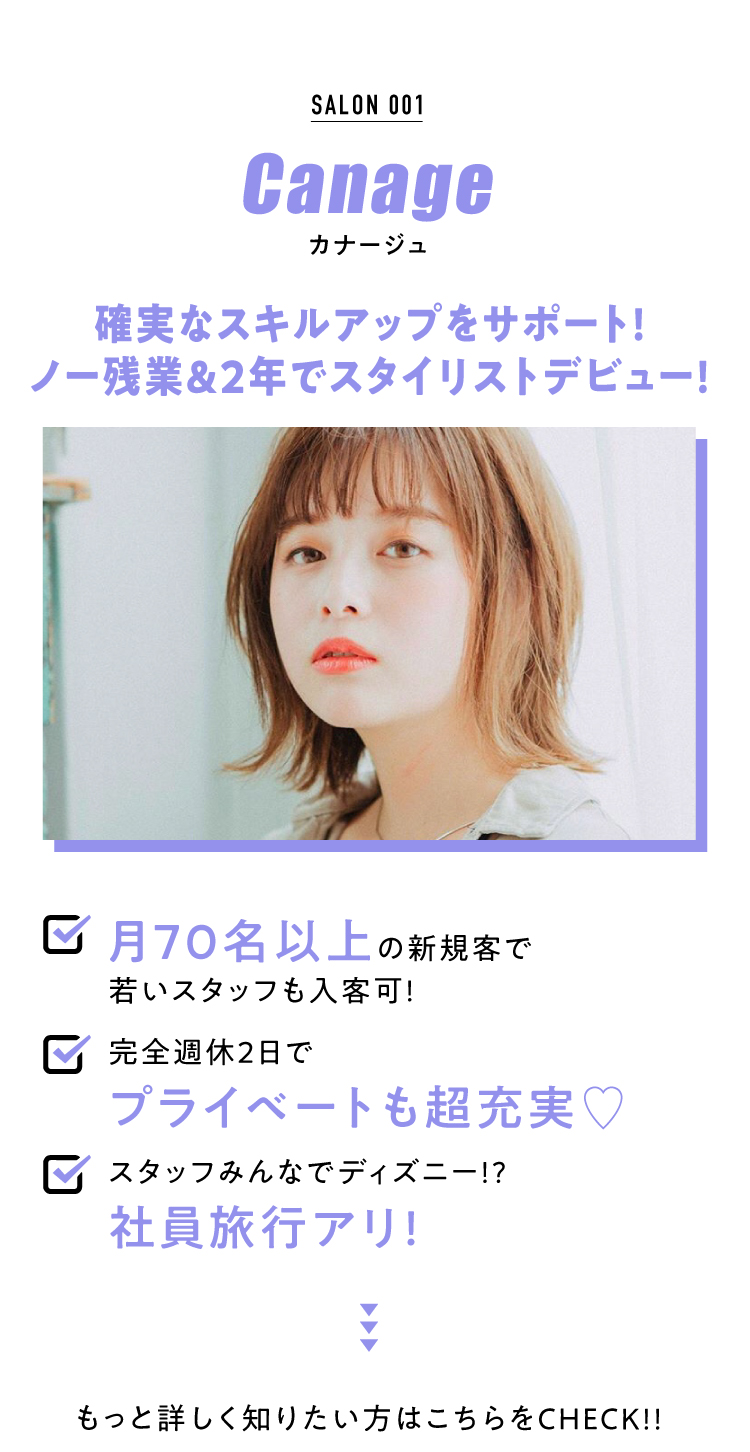 SALON 001
Canage
カナージュ
確実なスキルアップをサポート!
ノー残業&2年でスタイリストデビュー!
月70名以上の新規客で
若いスタッフも入客可!
完全週休2日で
プライベートも超充実♡
スタッフみんなでディズニー!?
社員旅行アリ!
もっと詳しく知りたい方はこちらをCHECK!!